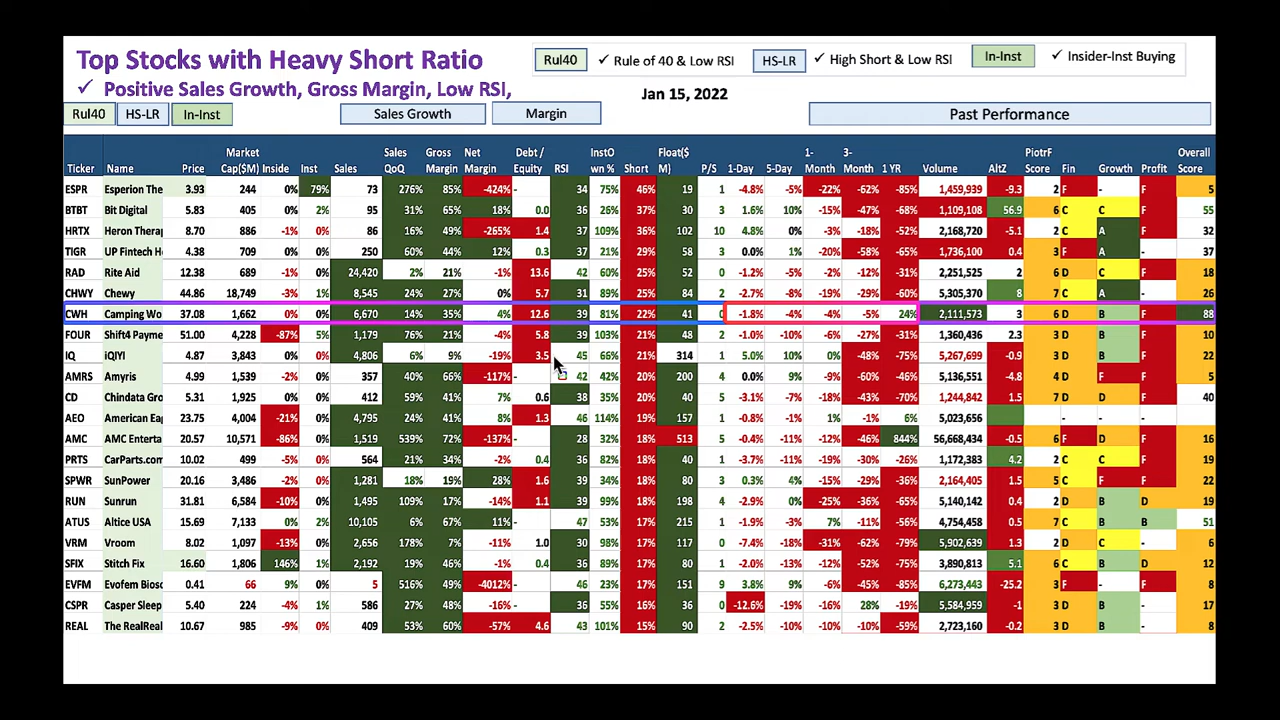 Top Stocks with Heavy Short Ratio
✓ Positive Sales Growth, Gross Margin, Low RSI,
Rul40 ✓ Rule of 40 & Low RSI HS-LR ✓ High Short & Low RSI In-Inst ✓ Insider-Inst Buying
Jan 15, 2022
Rul40 HS-LR In-Inst Sales Growth Margin Past Performance
Ticker Name Price Market Cap($M) Inside Inst Sales Sales QoQ Gross Margin Net Margin Debt / Equity RSI InstO wn % Short Float($ M) P/S 1-Day 5-Day 1- Month 3- Month 1 YR Volume AltZ PiotrF Score Fin Growth Profit Overall Score
ESPR Esperion The 3.93 244 0% 79% 73 276% 85% -424% - 34 75% 46% 19 1 -4.8% -5% -22% -62% -85% 1,459,939 -9.3 2 F - F 5
BTBT Bit Digital 5.83 405 0% 2% 95 31% 65% 18% 0.0 36 26% 37% 30 3 1.6% 10% -15% -47% -68% 1,109,108 56.9 6 C C F 55
HRTX Heron Therap 8.70 886 -1% 0% 86 16% 49% -265% 1.4 37 109% 36% 102 10 4.8% 0% -3% -18% -52% 2,168,720 -5.1 2 C A F 32
TIGR UP Fintech H 4.38 709 0% 0% 250 60% 44% 12% 0.3 37 21% 29% 58 3 0.0% 1% -20% -58% -65% 1,736,100 0.4 3 F A - 37
RAD Rite Aid 12.38 689 -1% 0% 24,420 2% 21% -1% 13.6 42 60% 25% 52 0 -1.2% -5% -2% -12% -31% 2,251,525 2 6 D C F 18
CHWY Chewy 44.86 18,749 -3% 1% 8,545 24% 27% 0% 5.7 31 89% 25% 84 2 -2.7% -8% -19% -29% -60% 5,305,370 8 7 C A - 26
CWH Camping Wo 37.08 1,662 0% 0% 6,670 14% 35% 4% 12.6 39 81% 22% 41 0 -1.8% -4% -4% -5% 24% 2,111,573 3 6 D B F 88
FOUR Shift4 Payme 51.00 4,228 -87% 5% 1,179 76% 21% -4% 5.8 39 103% 21% 48 2 -1.0% -10% -6% -27% -31% 1,360,436 2.3 3 D B F 10
IQ iQIYI 4.87 3,843 0% 0% 4,806 6% 9% -19% 3.5 45 66% 21% 314 1 5.0% 10% 0% -48% -75% 5,267,699 -0.9 3 D B F 22
AMRS Amyris 4.99 1,539 -2% 0% 357 40% 66% -117% - 42 42% 20% 200 4 0.0% 9% -9% -60% -46% 5,136,551 -4.8 4 D F F 5
CD Chindata Gro 5.31 1,925 0% 0% 412 59% 41% 7% 0.6 38 35% 20% 40 5 -3.1% -7% -18% -40% -70% 1,244,842 1.5 7 D D F 40
AEO American Eag 23.75 4,004 -21% 0% 4,795 24% 41% 8% 1.3 46 114% 19% 157 1 -0.8% -1% 1% -1% 6% 5,023,656 - - -
AMC AMC Enterta 20.57 10,571 -86% 0% 1,519 539% 72% -137% - 28 32% 18% 513 5 -0.4% -11% -12% -46% 844% 56,968,434 -0.5 6 F D F 16
PRTS CarParts.com 10.02 499 -5% 0% 564 21% 34% -2% 0.4 36 82% 18% 40 1 -3.7% -11% -19% -30% -26% 1,172,383 4.2 3 C C F 19
SPWR SunPower 20.16 3,486 -2% 0% 1,281 18% 19% 28% 1.6 39 34% 18% 80 3 0.3% 4% -15% -29% -36% 2,164,405 1.5 5 C F F 22
RUN Sunrun 31.81 6,584 -10% 0% 1,495 109% 17% -14% 1.1 39 99% 18% 198 4 -2.9% 0% -25% -36% -65% 5,140,142 0.4 2 D B D 19
ATUS Altice USA 15.69 7,133 0% 2% 10,105 6% 67% 11% - 47 53% 17% 215 1 -1.9% -3% 7% -11% -56% 4,754,458 0.5 7 C B B 51
VRM Vroom 8.02 1,097 -13% 0% 2,656 178% 7% -11% 1.0 30 98% 17% 117 0 -7.4% -18% -31% -62% -79% 5,902,639 1.3 2 D C F 6
SFIX Stitch Fix 16.60 1,806 146% 1% 2,192 19% 46% -1% 0.4 36 89% 17% 80 1 -2.0% -13% -12% -52% -75% 3,890,813 5.1 6 C B D 12
EVFM Evofem Biosc 0.41 66 9% 0% 5 516% 49% -4012% - 46 23% 17% 151 9 3.8% 9% -6% -45% -85% 6,273,443 -25.2 3 F - F 8
CSPR Casper Sleep 5.40 224 -4% 1% 586 27% 48% -16% - 36 55% 16% 36 0 -12.6% -19% -16% 28% -19% 5,584,959 -1 3 D B - 17
REAL The RealReal 10.67 985 -9% 0% 409 53% 60% -57% 4.6 43 101% 15% 90 2 -2.5% -10% -10% -10% -59% 2,723,160 -0.2 3 D B - 8